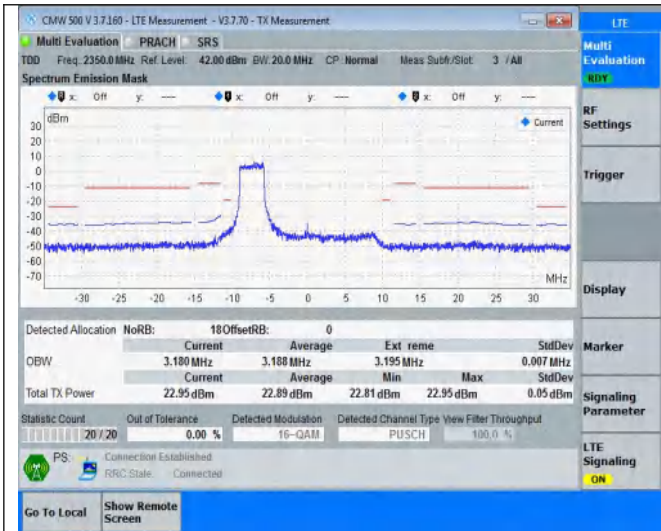 CMW 500 V 3.7.160 - LTE Measurement - V3.7.70 - TX Measurement
LTE
Multi Evaluation PRACH SRS
Multi Evaluation
RDY
TDD Freq.: 2350.0 MHz Ref. Level: 42.00 dBm BW: 20.0 MHz CP: Normal Meas Subfr./Slot: 3 / All
Spectrum Emission Mask
x: Off y: --- x: Off y: --- x: Off y: ---
dBm
Current
30
20
10
0
-10
-20
-30
-40
-50
-60
-70
MHz
-30 -25 -20 -15 -10 -5 0 5 10 15 20 25 30
RF Settings
Trigger
Display
Marker
Signaling Parameter
LTE Signaling
ON
Detected Allocation NoRB: 18 OffsetRB: 0
Current Average Extreme StdDev
OBW 3.180 MHz 3.188 MHz 3.195 MHz 0.007 MHz
Current Average Min Max StdDev
Total TX Power 22.95 dBm 22.89 dBm 22.81 dBm 22.95 dBm 0.05 dBm
Statistic Count Out of Tolerance Detected Modulation Detected Channel Type View Filter Throughput
20 / 20 0.00 % 16-QAM PUSCH 100.0 %
PS: Connection Established
RRC State: Connected
Go To Local
Show Remote Screen